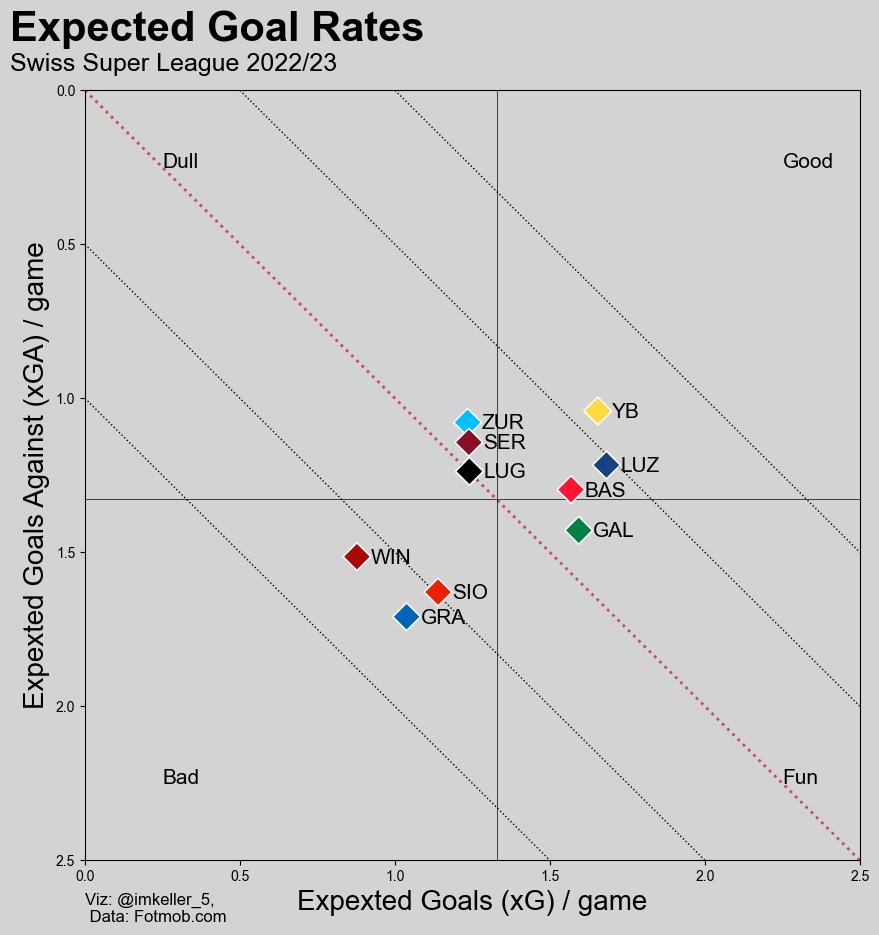 Expected Goal Rates
Swiss Super League 2022/23
0.0
Dull
Good
0.5
Expexted Goals Against (xGA) / game
1.0
YB
ZUR
SER
LUG
LUZ
BAS
GAL
1.5
WIN
SIO
GRA
2.0
Bad
Fun
2.5
0.0 0.5 1.0 1.5 2.0 2.5
Expexted Goals (xG) / game
Viz: @imkeller_5,
Data: Fotmob.com